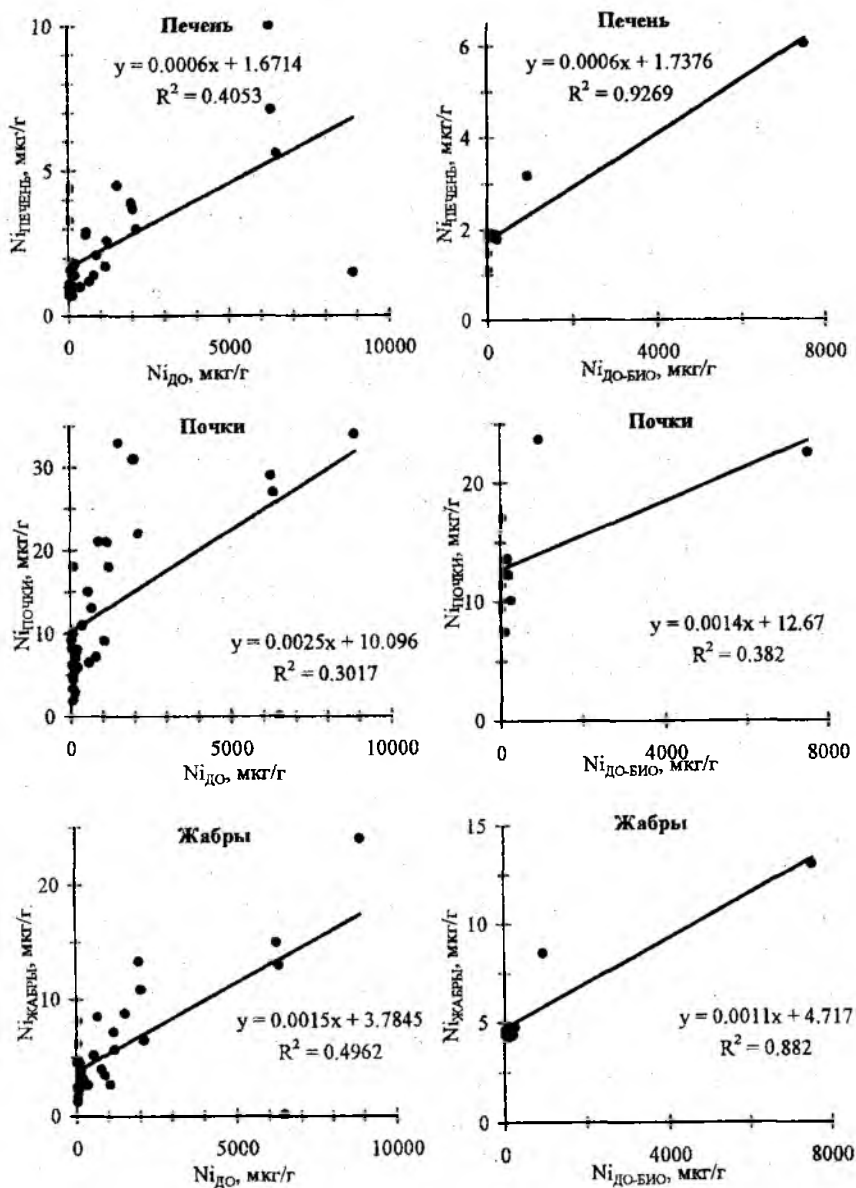 Печень
y = 0.0006x + 1.6714
R² = 0.4053
10
5
0
Ni_ПЕЧЕНЬ, мкг/г
0 5000 10000
Ni_ДО, мкг/г
Печень
y = 0.0006x + 1.7376
R² = 0.9269
6
4
2
0
Ni_ПЕЧЕНЬ, мкг/г
0 4000 8000
Ni_ДО-БИО, мкг/г
Почки
30
20
10
0
Ni_ПОЧКИ, мкг/г
y = 0.0025x + 10.096
R² = 0.3017
0 5000 10000
Ni_ДО, мкг/г
Почки
20
10
0
Ni_ПОЧКИ, мкг/г
y = 0.0014x + 12.67
R² = 0.382
0 4000 8000
Ni_ДО-БИО, мкг/г
Жабры
20
10
0
Ni_ЖАБРЫ, мкг/г
y = 0.0015x + 3.7845
R² = 0.4962
0 5000 10000
Ni_ДО, мкг/г
Жабры
15
10
5
0
Ni_ЖАБРЫ, мкг/г
y = 0.0011x + 4.717
R² = 0.882
0 4000 8000
Ni_ДО-БИО, мкг/г